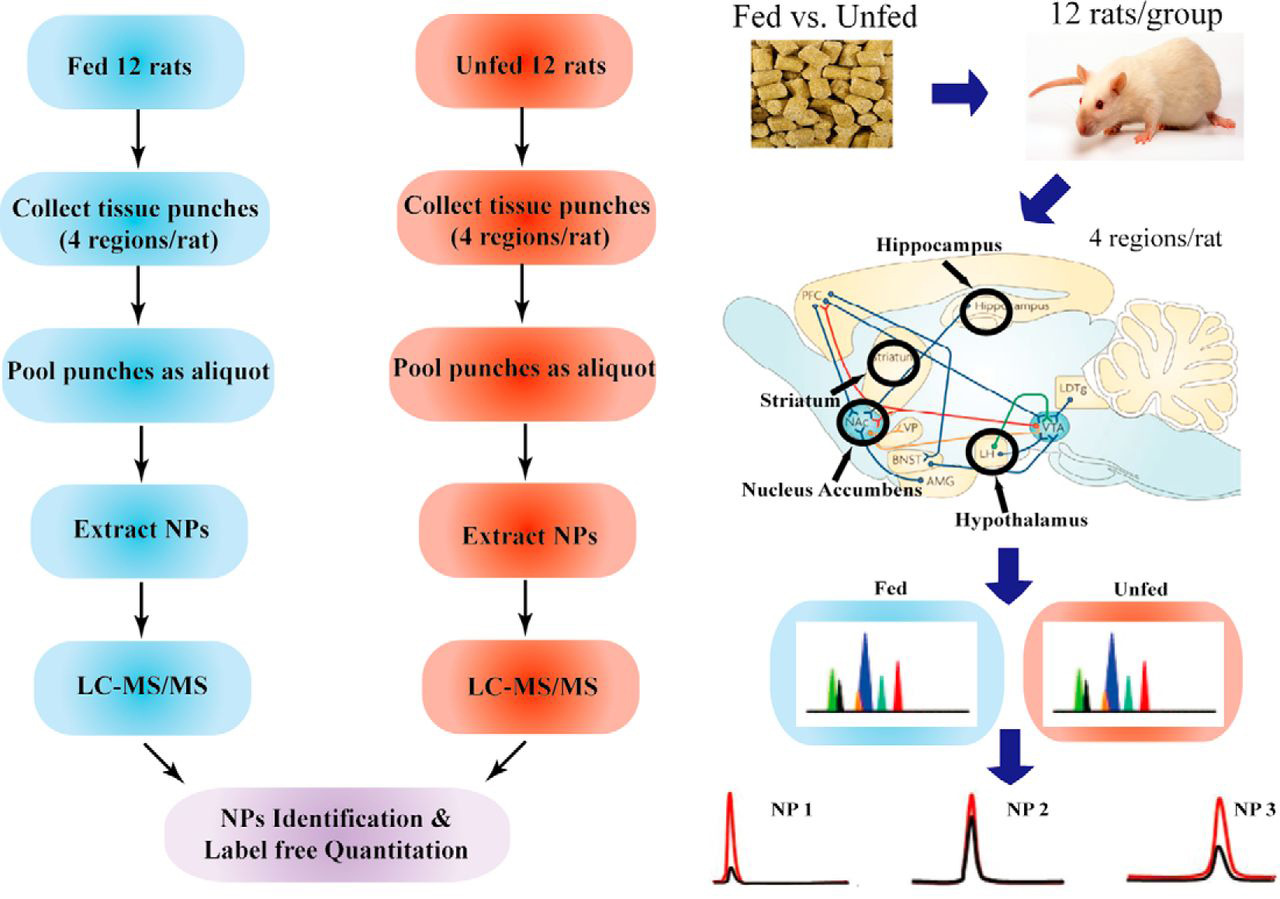 Fed 12 rats
Collect tissue punches
(4 regions/rat)
Pool punches as aliquot
Extract NPs
LC-MS/MS
Unfed 12 rats
Collect tissue punches
(4 regions/rat)
Pool punches as aliquot
Extract NPs
LC-MS/MS
NPs Identification &
Label free Quantitation
Fed vs. Unfed
12 rats/group
4 regions/rat
Hippocampus
PFC
Hippocampus
Striatum
Striatum
LDTg
NAc
VP
VTA
BNST
LH
AMG
Nucleus Accumbens
Hypothalamus
Fed
Unfed
NP 1
NP 2
NP 3